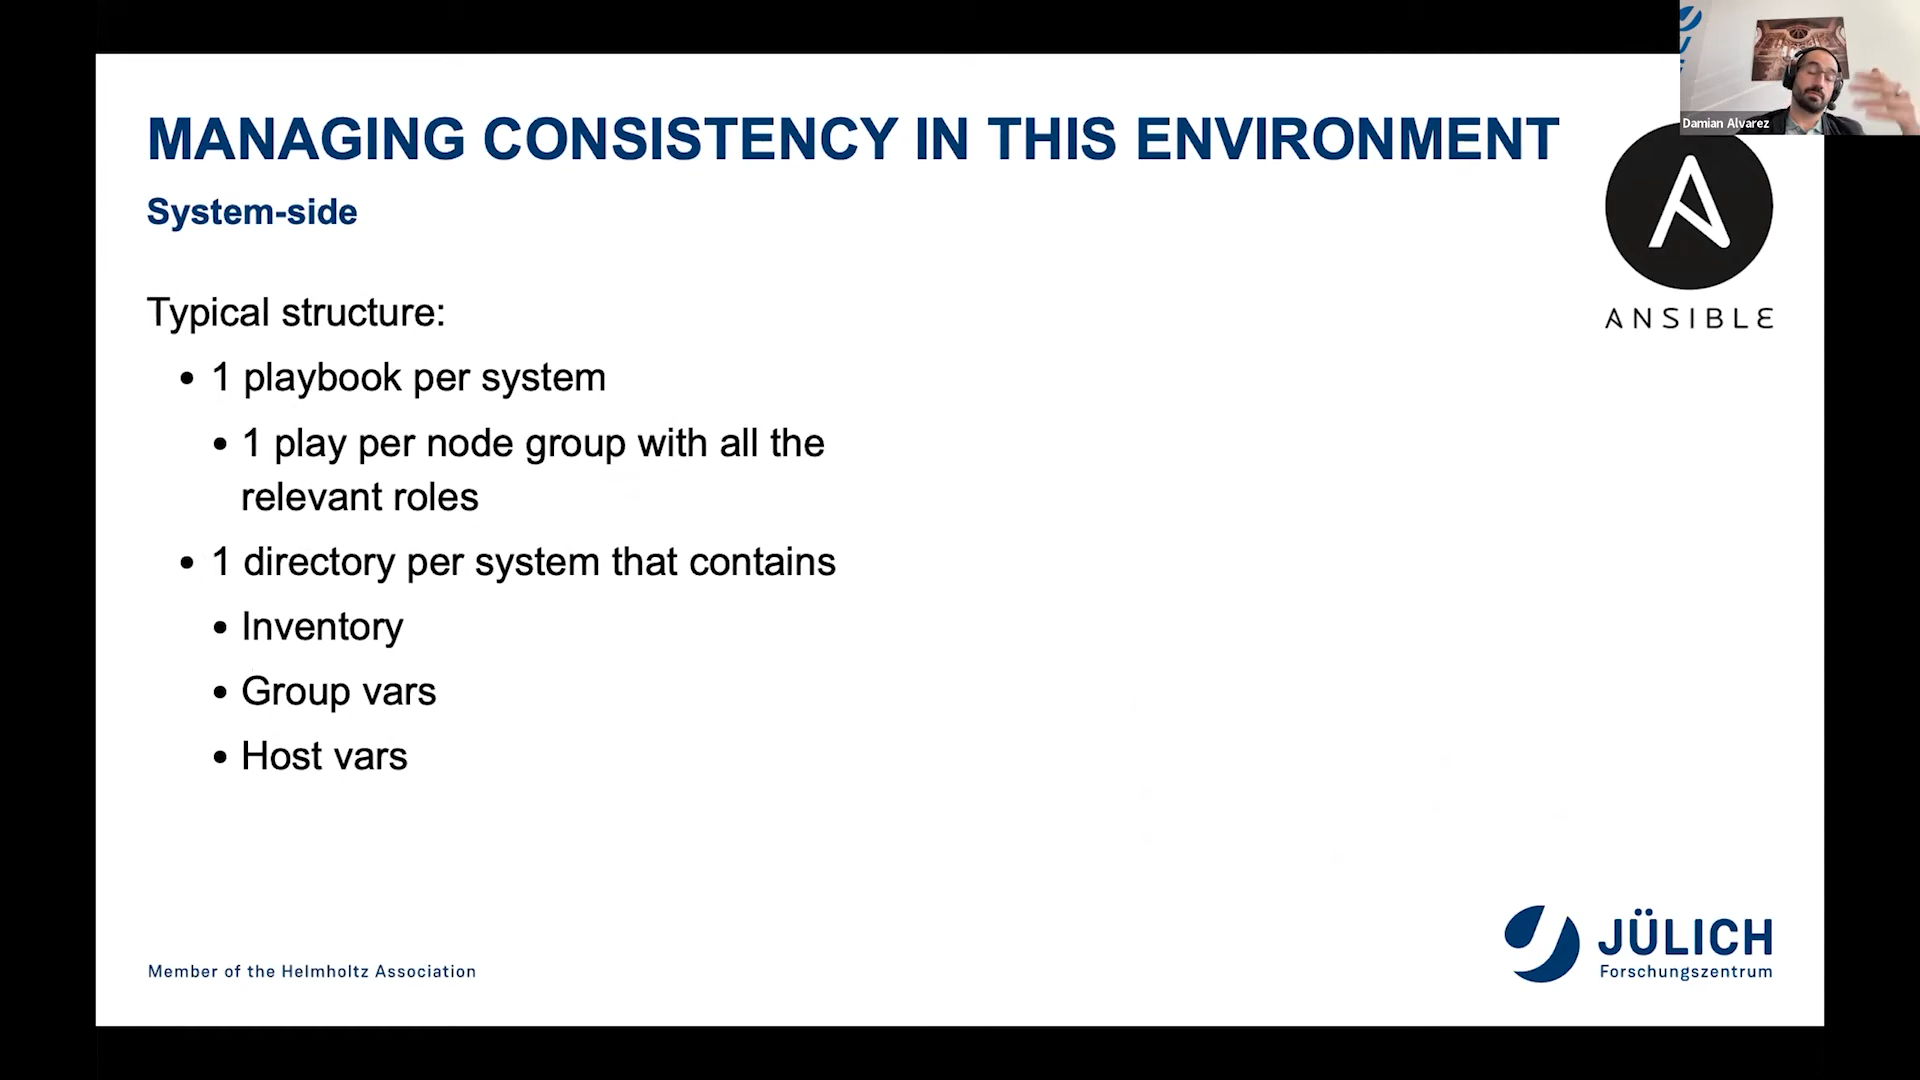 Damian Alvarez
MANAGING CONSISTENCY IN THIS ENVIRONMENT
System-side
ANSIBLE
Typical structure:
• 1 playbook per system
• 1 play per node group with all the
relevant roles
• 1 directory per system that contains
• Inventory
• Group vars
• Host vars
Member of the Helmholtz Association
JÜLICH
Forschungszentrum